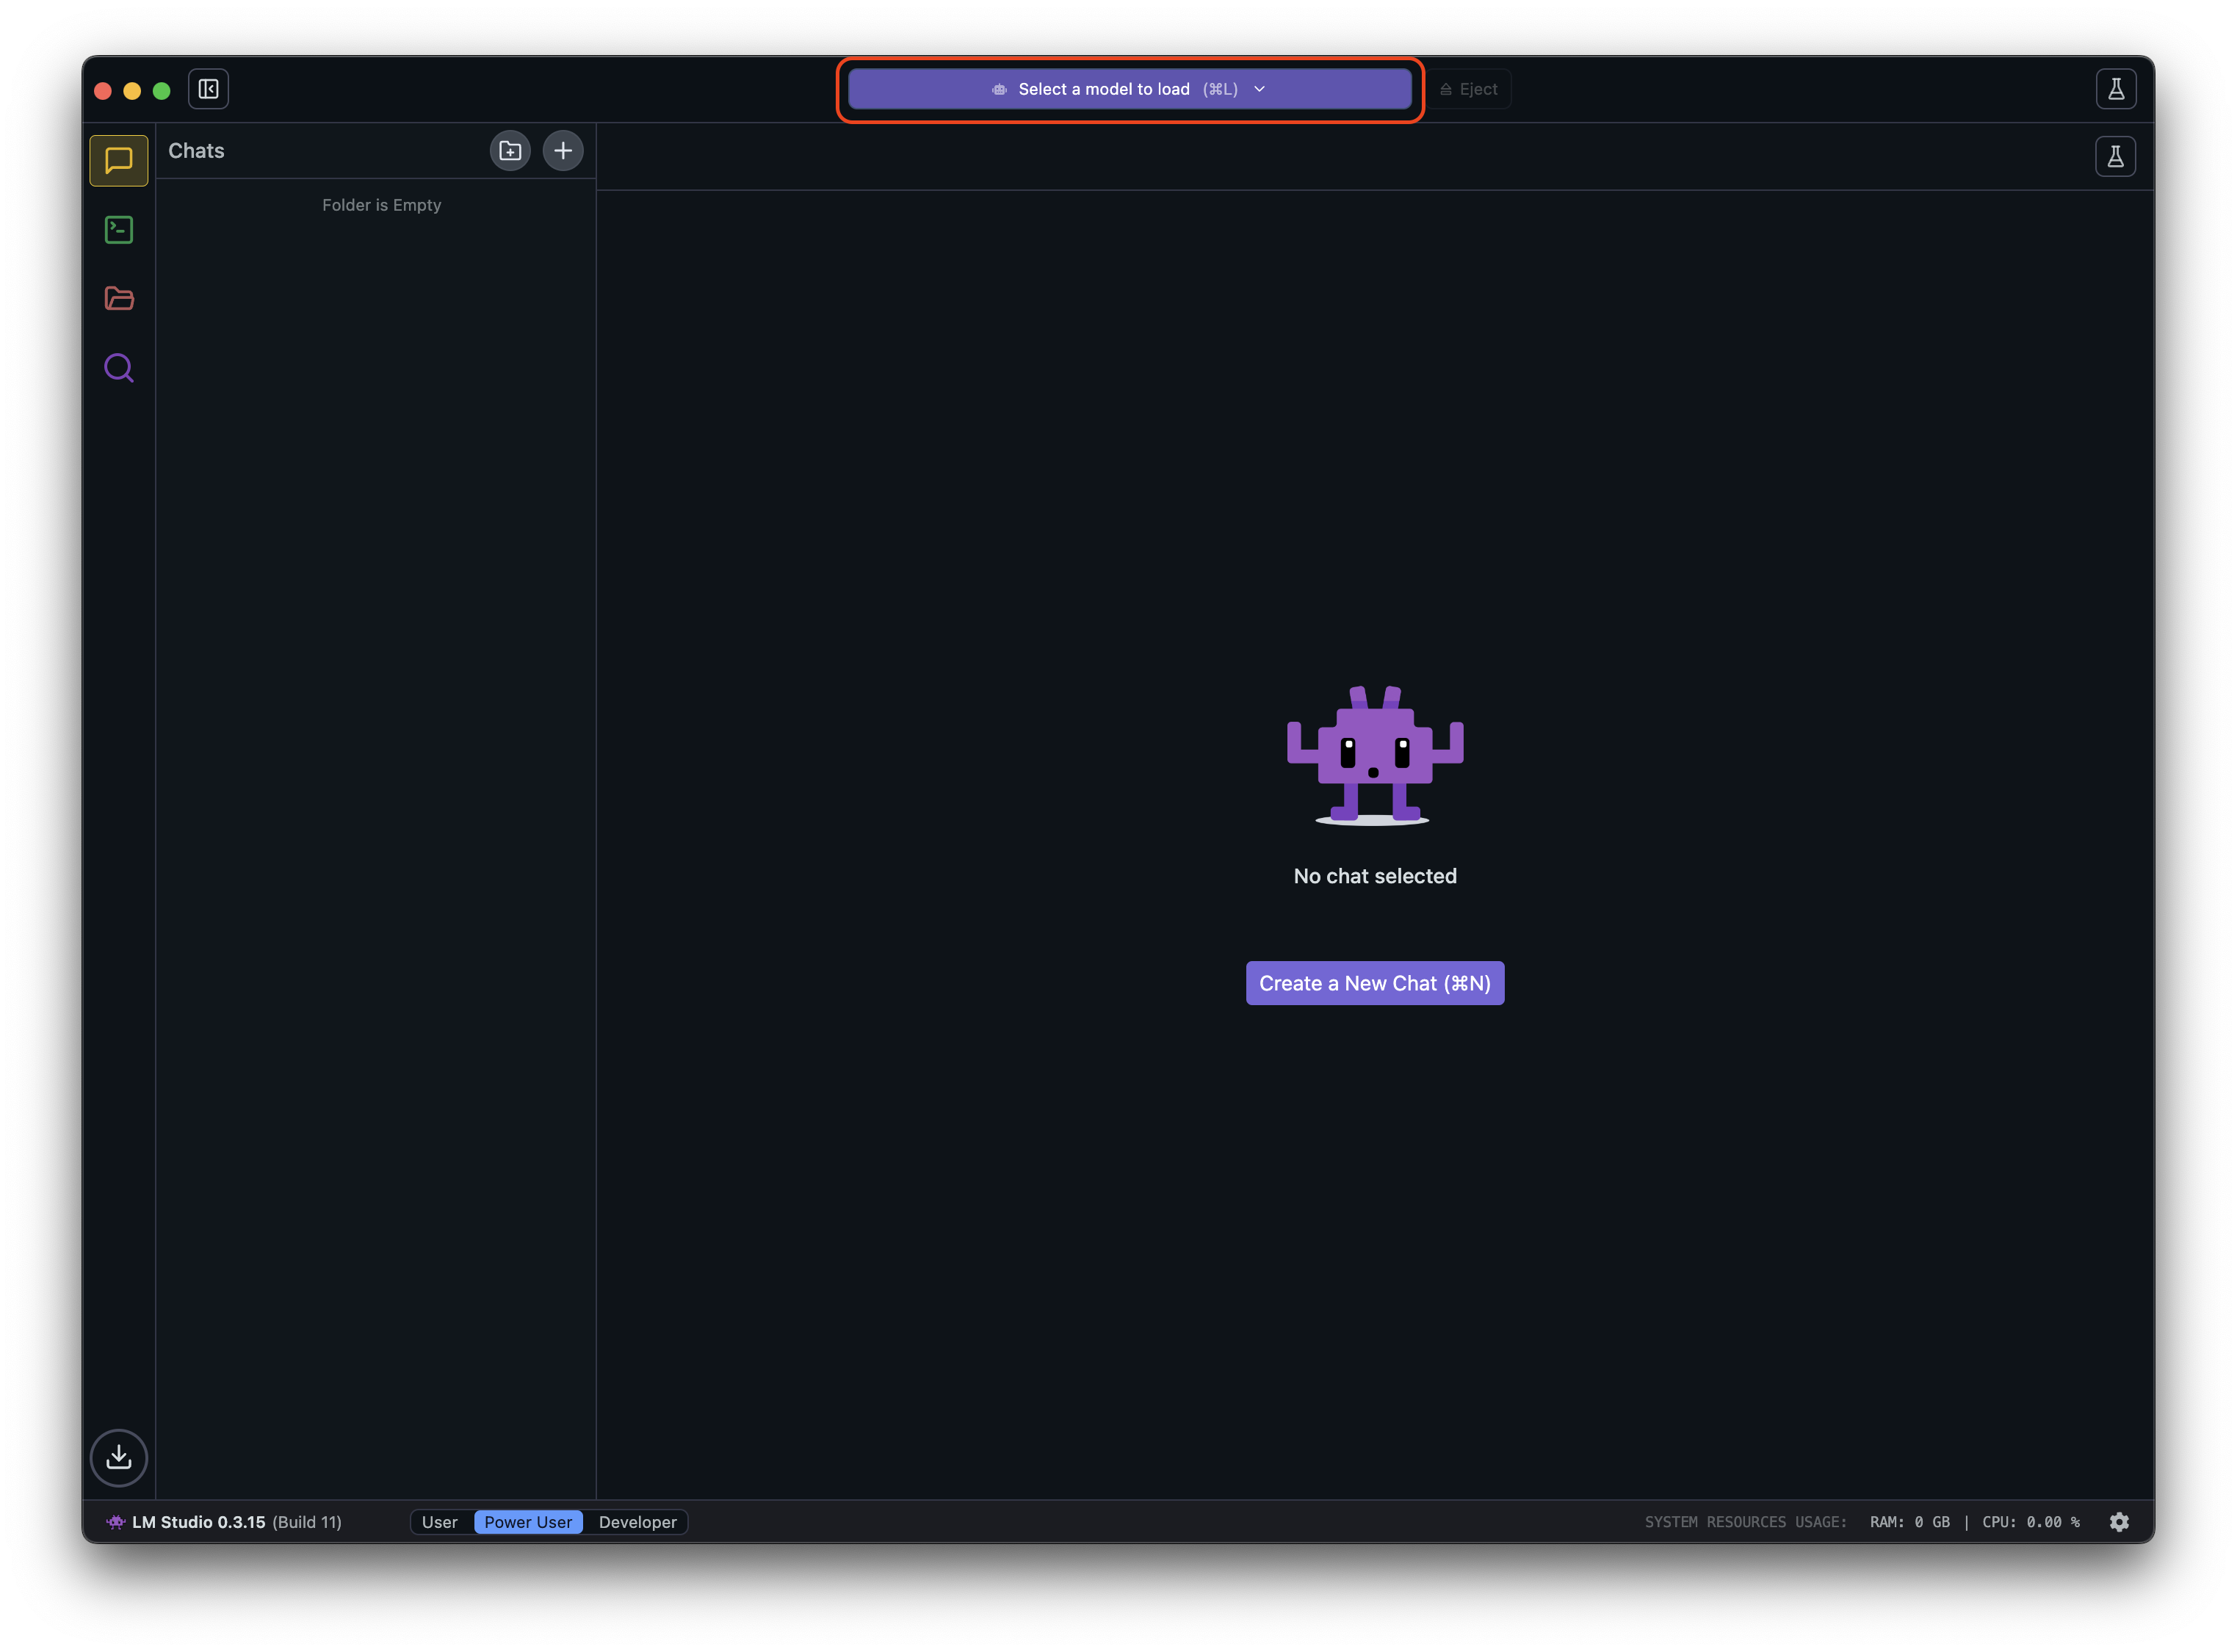 Select a model to load (⌘L)
Eject
Chats
Folder is Empty
No chat selected
Create a New Chat (⌘N)
LM Studio 0.3.15 (Build 11)
User Power User Developer
SYSTEM RESOURCES USAGE: RAM: 0 GB | CPU: 0.00 %